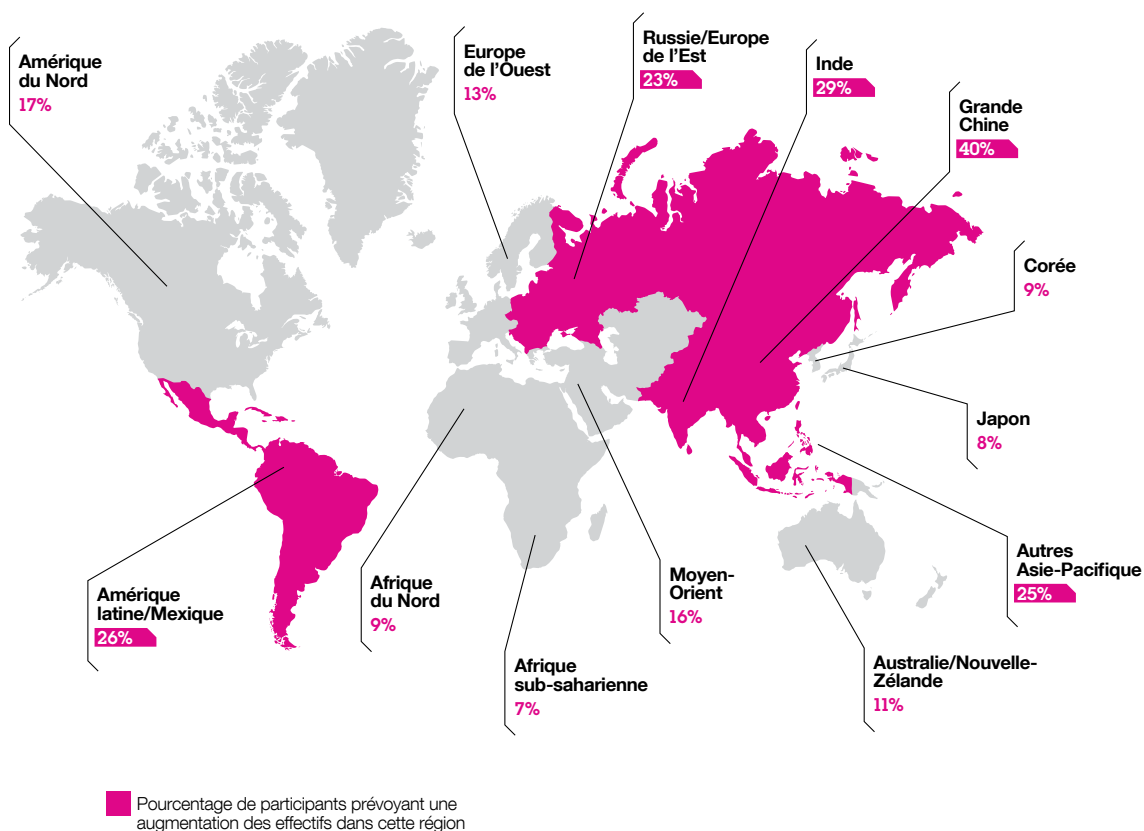 Amérique
du Nord
17%
Europe
de l'Ouest
13%
Russie/Europe
de l'Est
23%
Inde
29%
Grande
Chine
40%
Corée
9%
Japon
8%
Autres
Asie-Pacifique
25%
Australie/Nouvelle-
Zélande
11%
Moyen-
Orient
16%
Afrique
sub-saharienne
7%
Afrique
du Nord
9%
Amérique
latine/Mexique
26%
Pourcentage de participants prévoyant une
augmentation des effectifs dans cette région